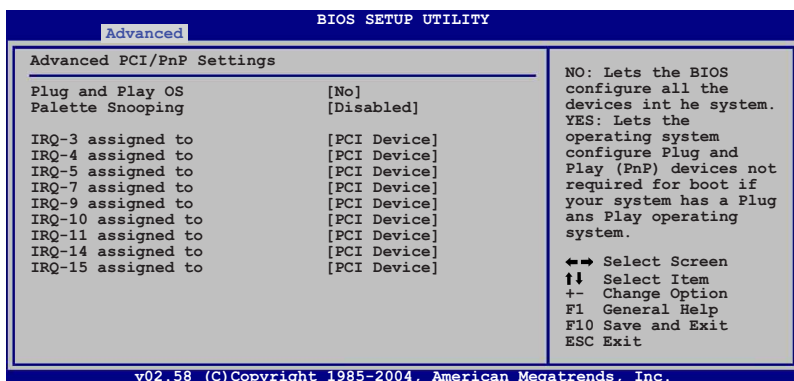 BIOS SETUP UTILITY
Advanced
Advanced PCI/PnP Settings
Plug and Play OS [No]
Palette Snooping [Disabled]
IRQ-3 assigned to [PCI Device]
IRQ-4 assigned to [PCI Device]
IRQ-5 assigned to [PCI Device]
IRQ-7 assigned to [PCI Device]
IRQ-9 assigned to [PCI Device]
IRQ-10 assigned to [PCI Device]
IRQ-11 assigned to [PCI Device]
IRQ-14 assigned to [PCI Device]
IRQ-15 assigned to [PCI Device]
NO: Lets the BIOS
configure all the
devices int he system.
YES: Lets the
operating system
configure Plug and
Play (PnP) devices not
required for boot if
your system has a Plug
ans Play operating
system.
←→ Select Screen
↑↓ Select Item
+- Change Option
F1 General Help
F10 Save and Exit
ESC Exit
v02.58 (C)Copyright 1985-2004, American Megatrends, Inc.